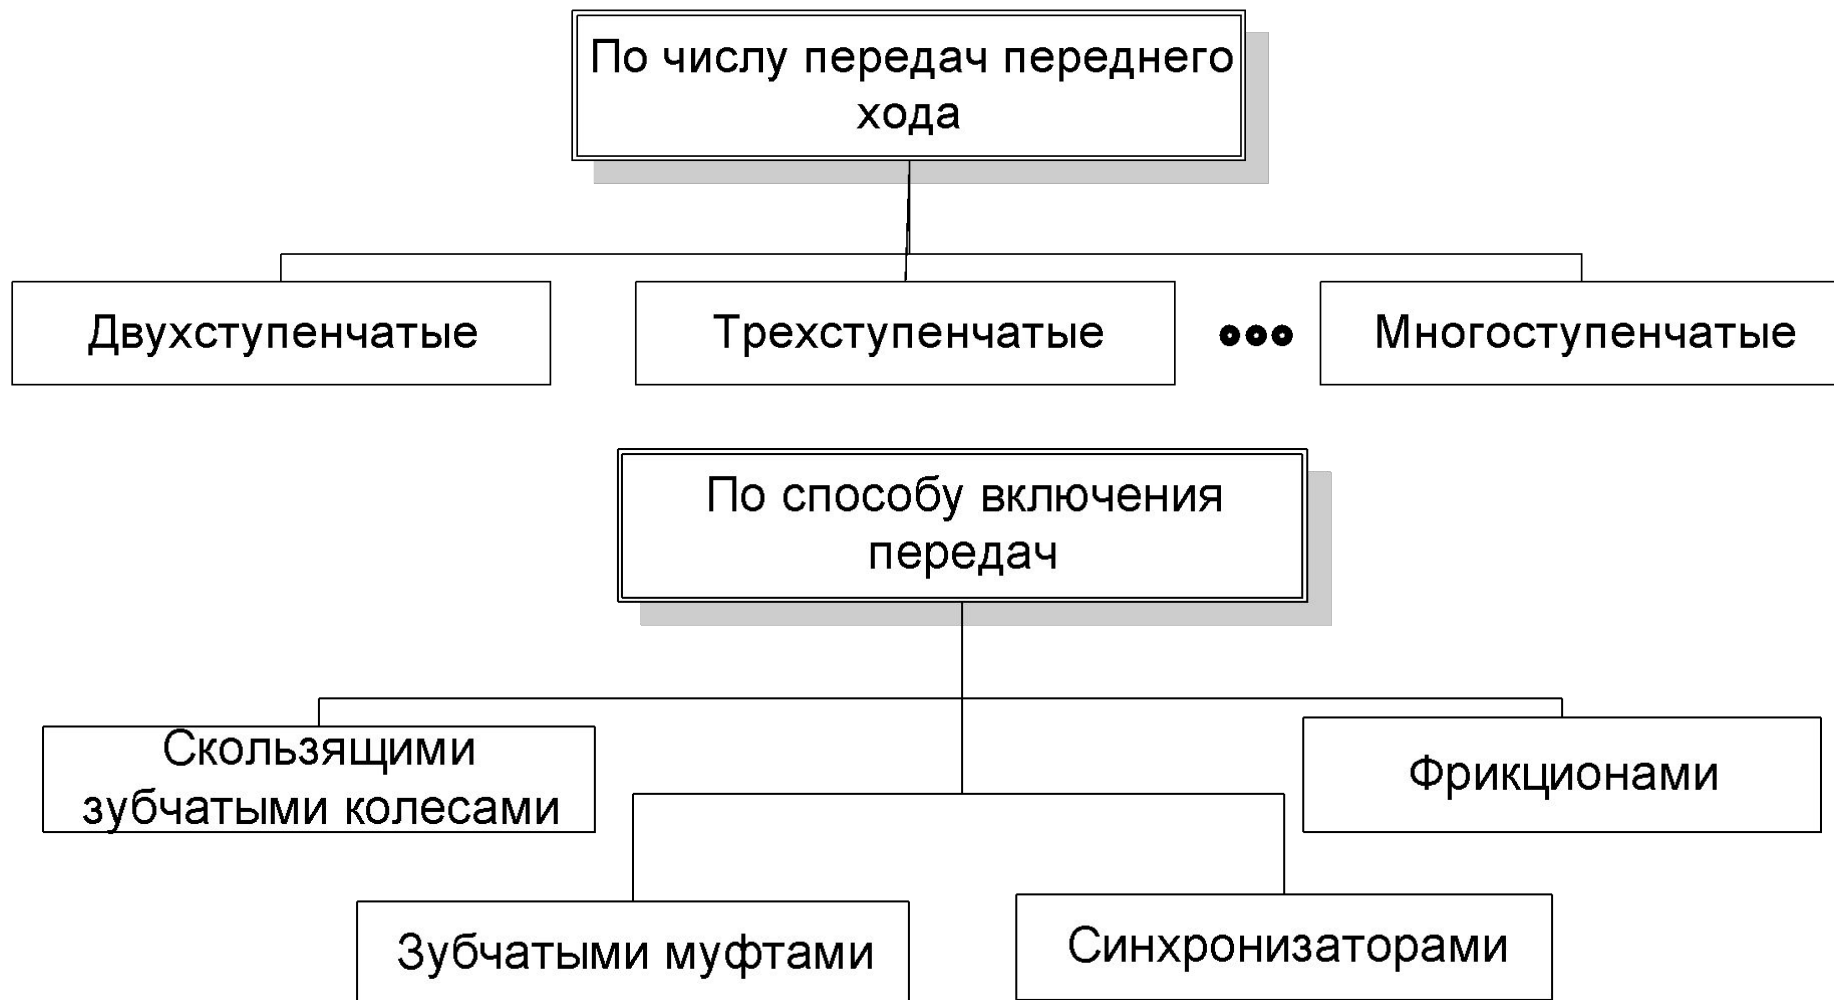 По числу передач переднего
хода
Двухступенчатые
Трехступенчатые
•••
Многоступенчатые
По способу включения
передач
Скользящими
зубчатыми колесами
Фрикционами
Зубчатыми муфтами
Синхронизаторами